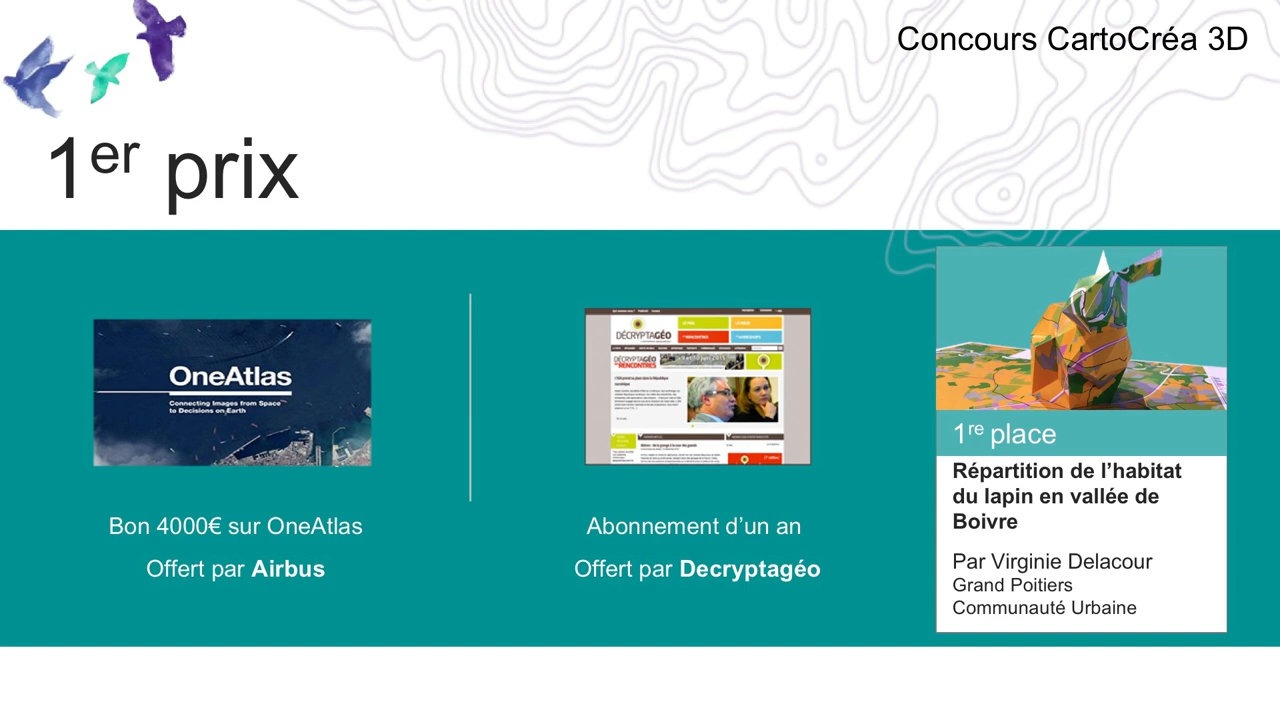 Concours CartoCréa 3D
1er prix
OneAtlas
Connecting Images from Space
to Decisions on Earth
Bon 4000€ sur OneAtlas
Offert par Airbus
DÉCRYPTAGÉO
DÉCRYPTAGÉO
RENCONTRES
Abonnement d’un an
Offert par Decryptagéo
1re place
Répartition de l’habitat
du lapin en vallée de
Boivre
Par Virginie Delacour
Grand Poitiers
Communauté Urbaine